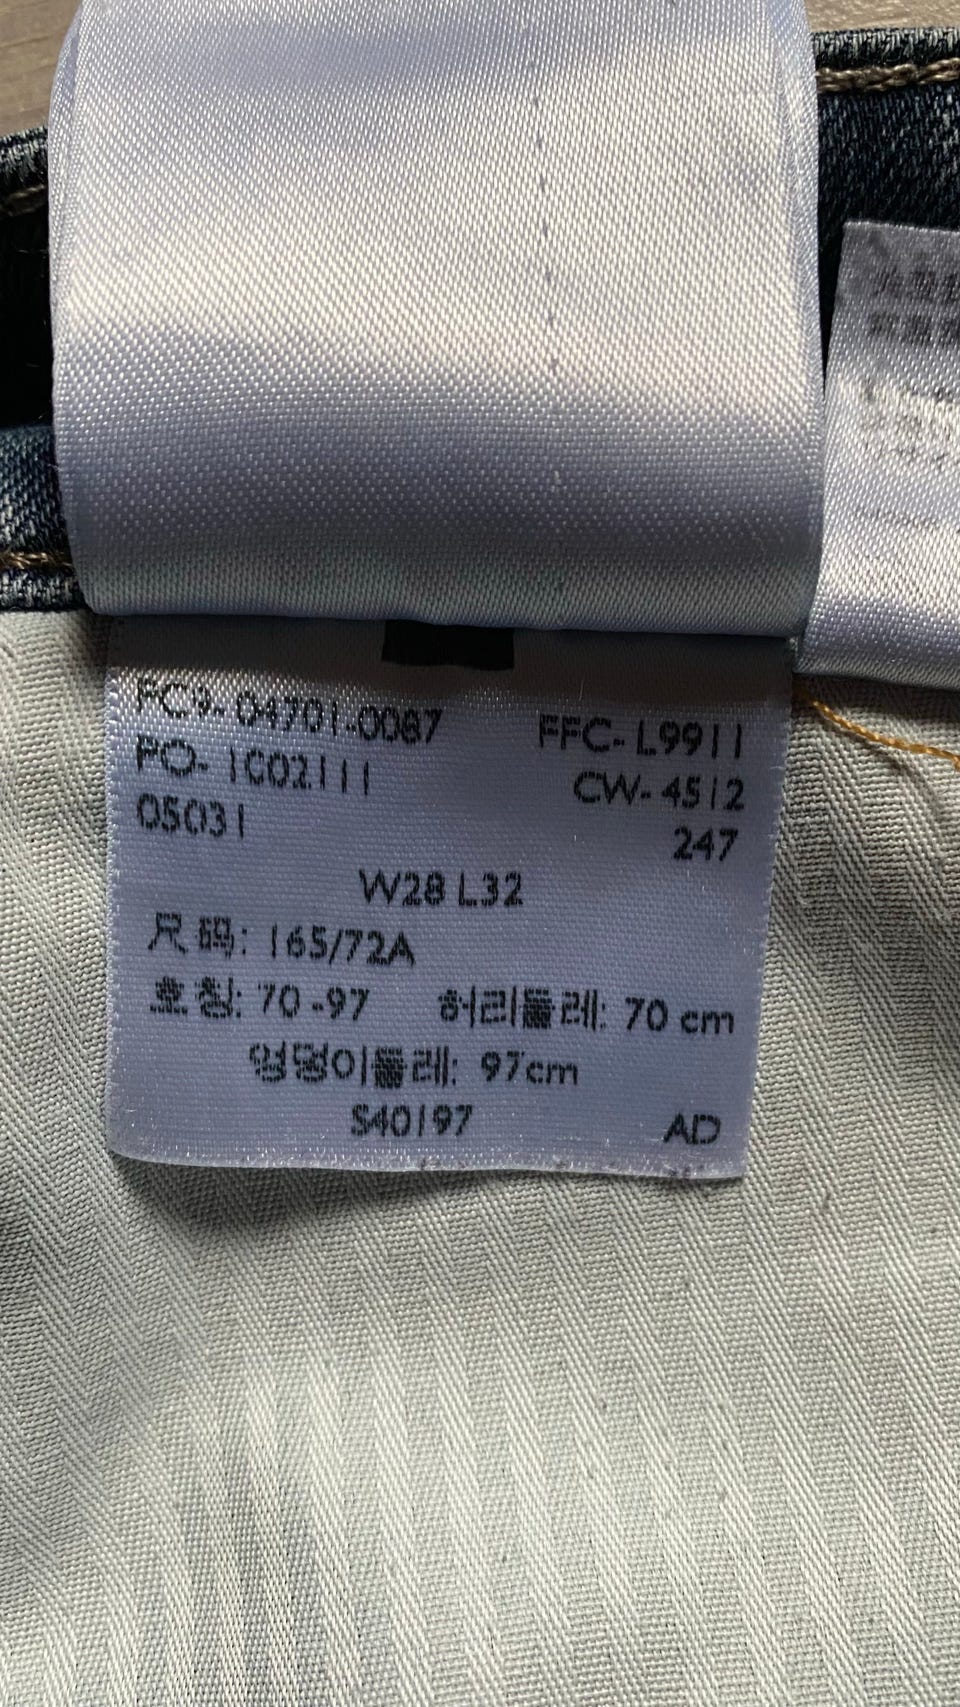 PC9-04701-0087 FFC-L9911
PO-1C02111 CW-4512
05031 247
W28 L32
尺码: 165/72A
호칭: 70-97 허리둘레: 70 cm
엉덩이둘레: 97cm
S40197 AD